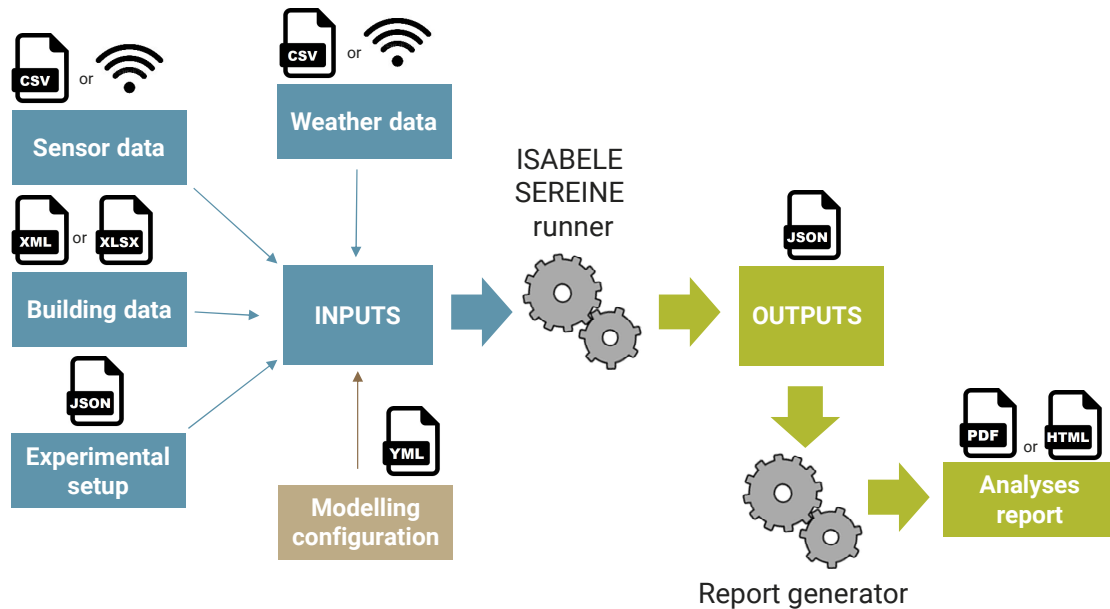 CSV
or
Sensor data
CSV
or
Weather data
XML
or
XLSX
Building data
JSON
Experimental
setup
INPUTS
YML
Modelling
configuration
ISABELE
SEREINE
runner
JSON
OUTPUTS
Report generator
PDF
or
HTML
Analyses
report